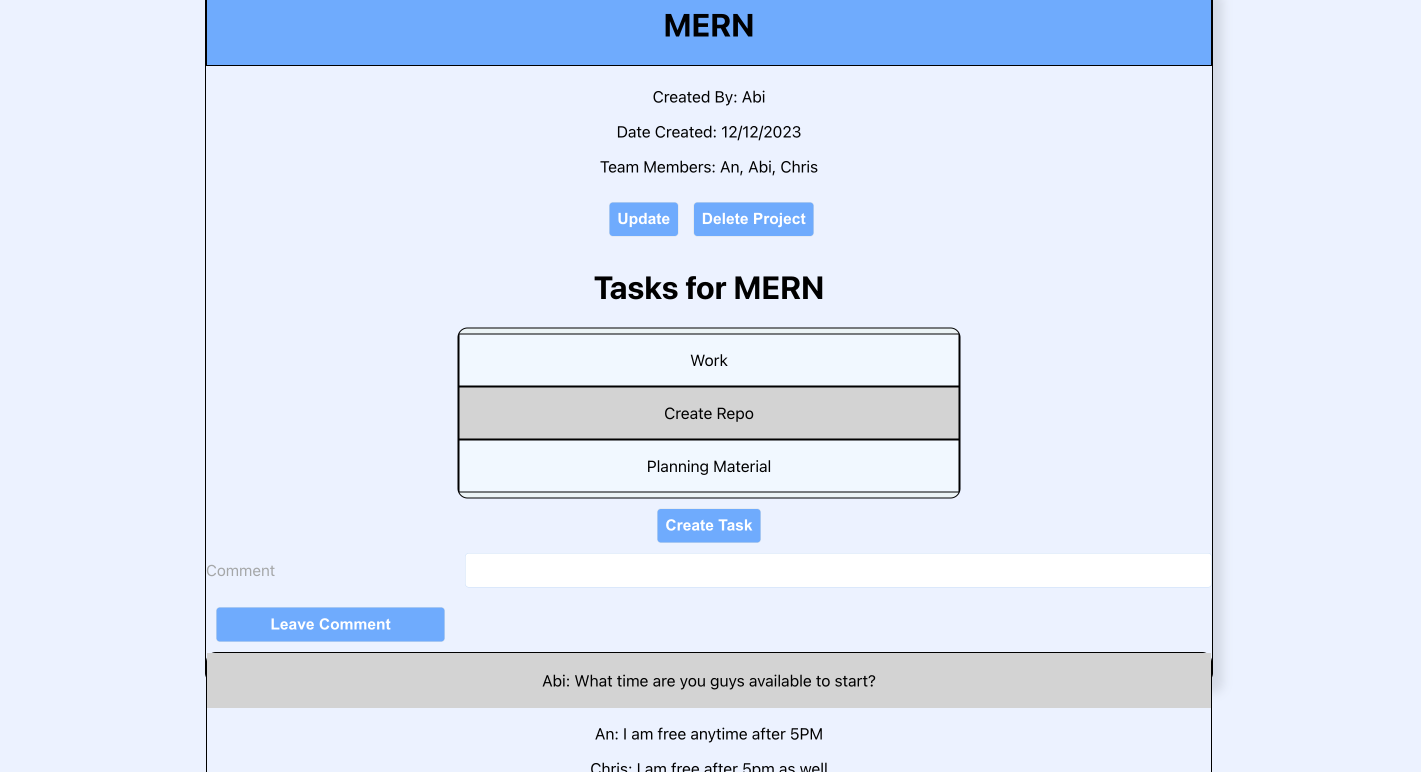 MERN
Created By: Abi
Date Created: 12/12/2023
Team Members: An, Abi, Chris
Update Delete Project
Tasks for MERN
Work
Create Repo
Planning Material
Create Task
Comment
Leave Comment
Abi: What time are you guys available to start?
An: I am free anytime after 5PM
Chris: I am free after 5pm as well